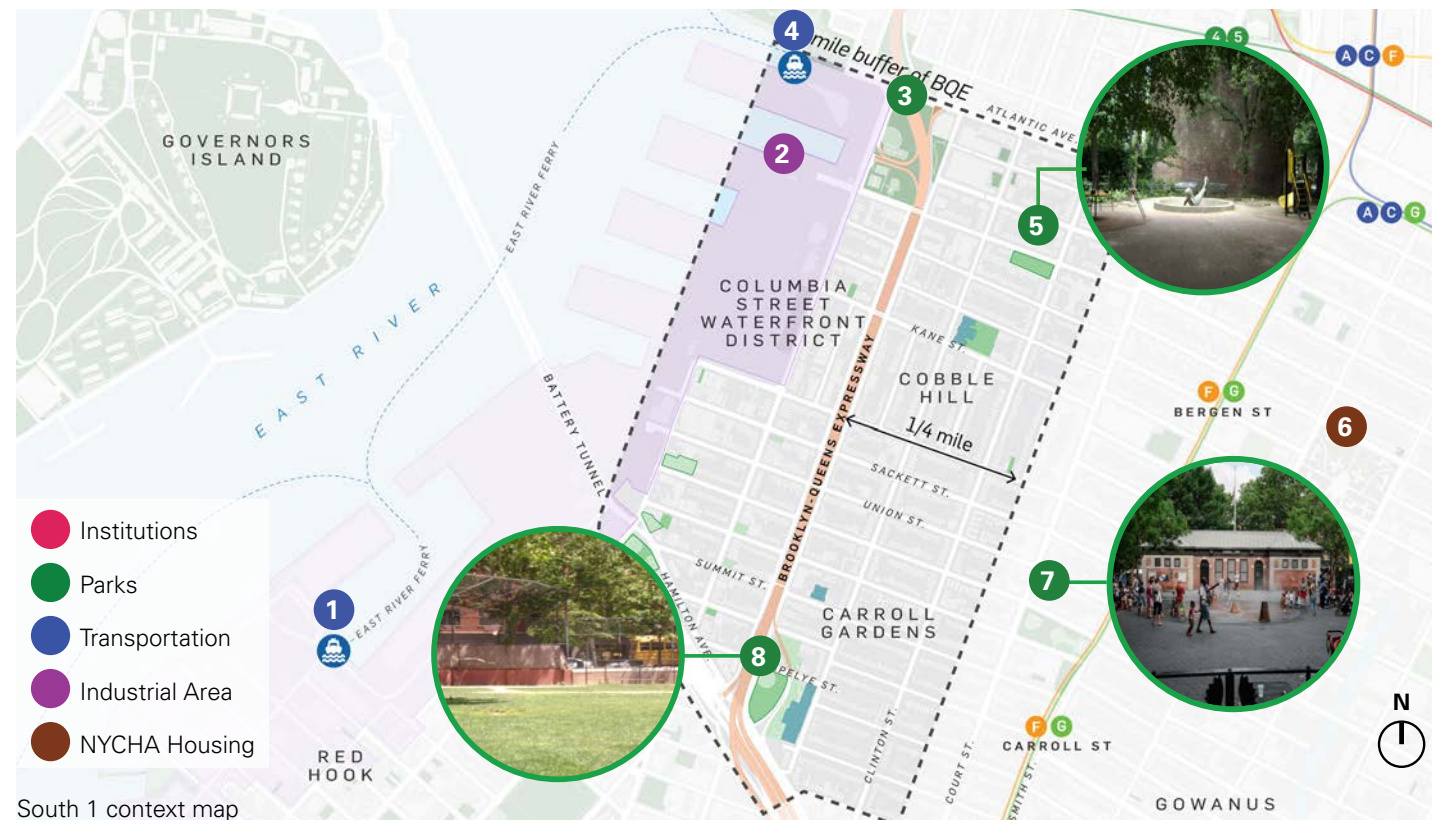 4
mile buffer of BQE
3
4 5
A C F
ATLANTIC AVE
GOVERNORS
ISLAND
2
EAST RIVER FERRY
5
A C G
EAST RIVER
COLUMBIA
STREET
WATERFRONT
DISTRICT
KANE ST.
COBBLE
HILL
BROOKLYN-QUEENS EXPRESSWAY
1/4 mile
F G
BERGEN ST
6
BATTERY TUNNEL
SACKETT ST.
UNION ST.
Institutions
Parks
Transportation
Industrial Area
NYCHA Housing
1
EAST RIVER FERRY
SUMMIT ST.
HAMILTON AVE.
7
CARROLL
GARDENS
8
PELYE ST.
N
F G
CARROLL ST
CLINTON ST.
COURT ST.
SMITH ST.
RED
HOOK
GOWANUS
South 1 context map